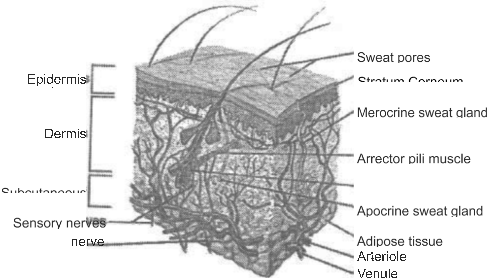 Sweat pores
Stratum Corneum
Epidermis
Merocrine sweat gland
Dermis
Arrector pili muscle
Subcutaneous
Apocrine sweat gland
Sensory nerves
nerve
Adipose tissue
Arteriole
Venule